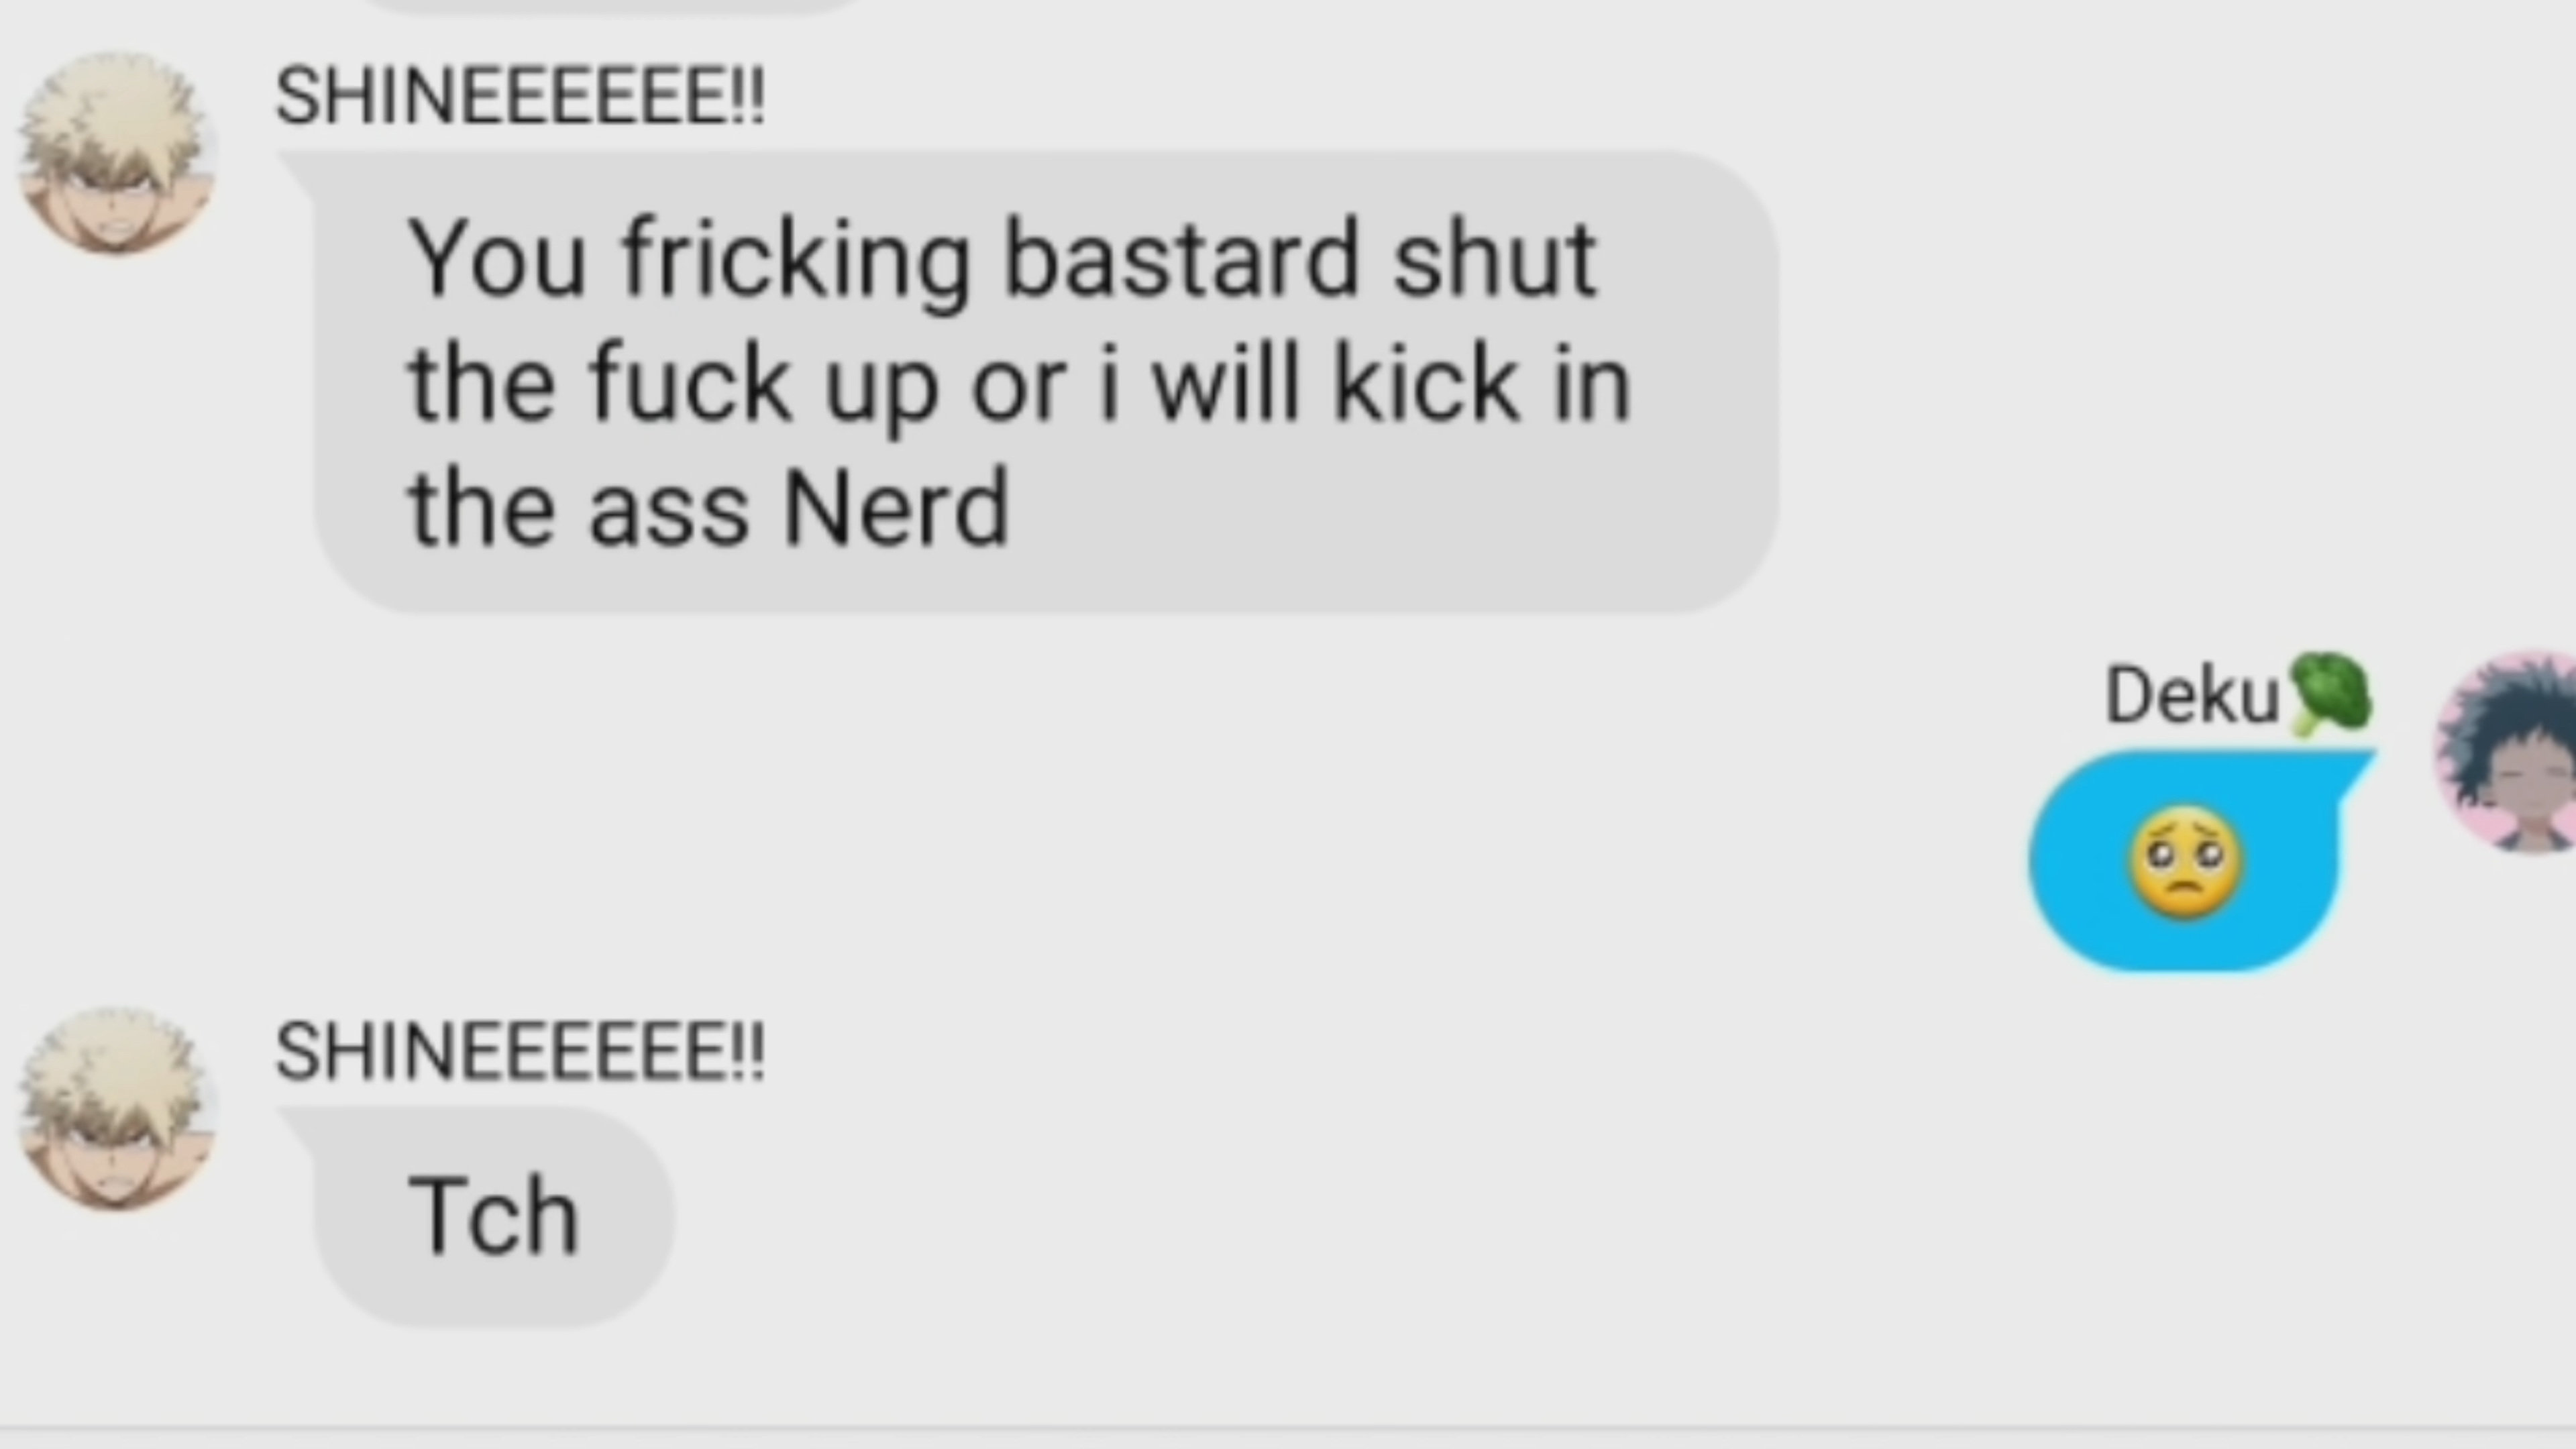 SHINEEEEEE!!
You fricking bastard shut
the fuck up or i will kick in
the ass Nerd
Deku🥦
🥺
SHINEEEEEE!!
Tch